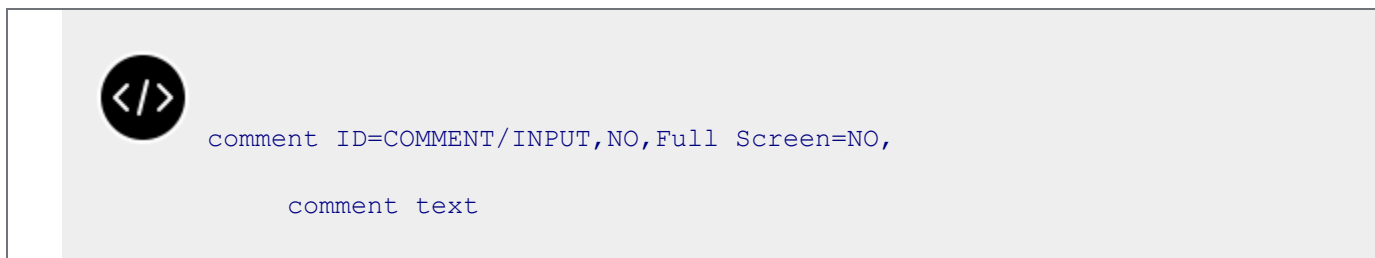 </>
comment ID=COMMENT/INPUT,NO,Full Screen=NO,
comment text